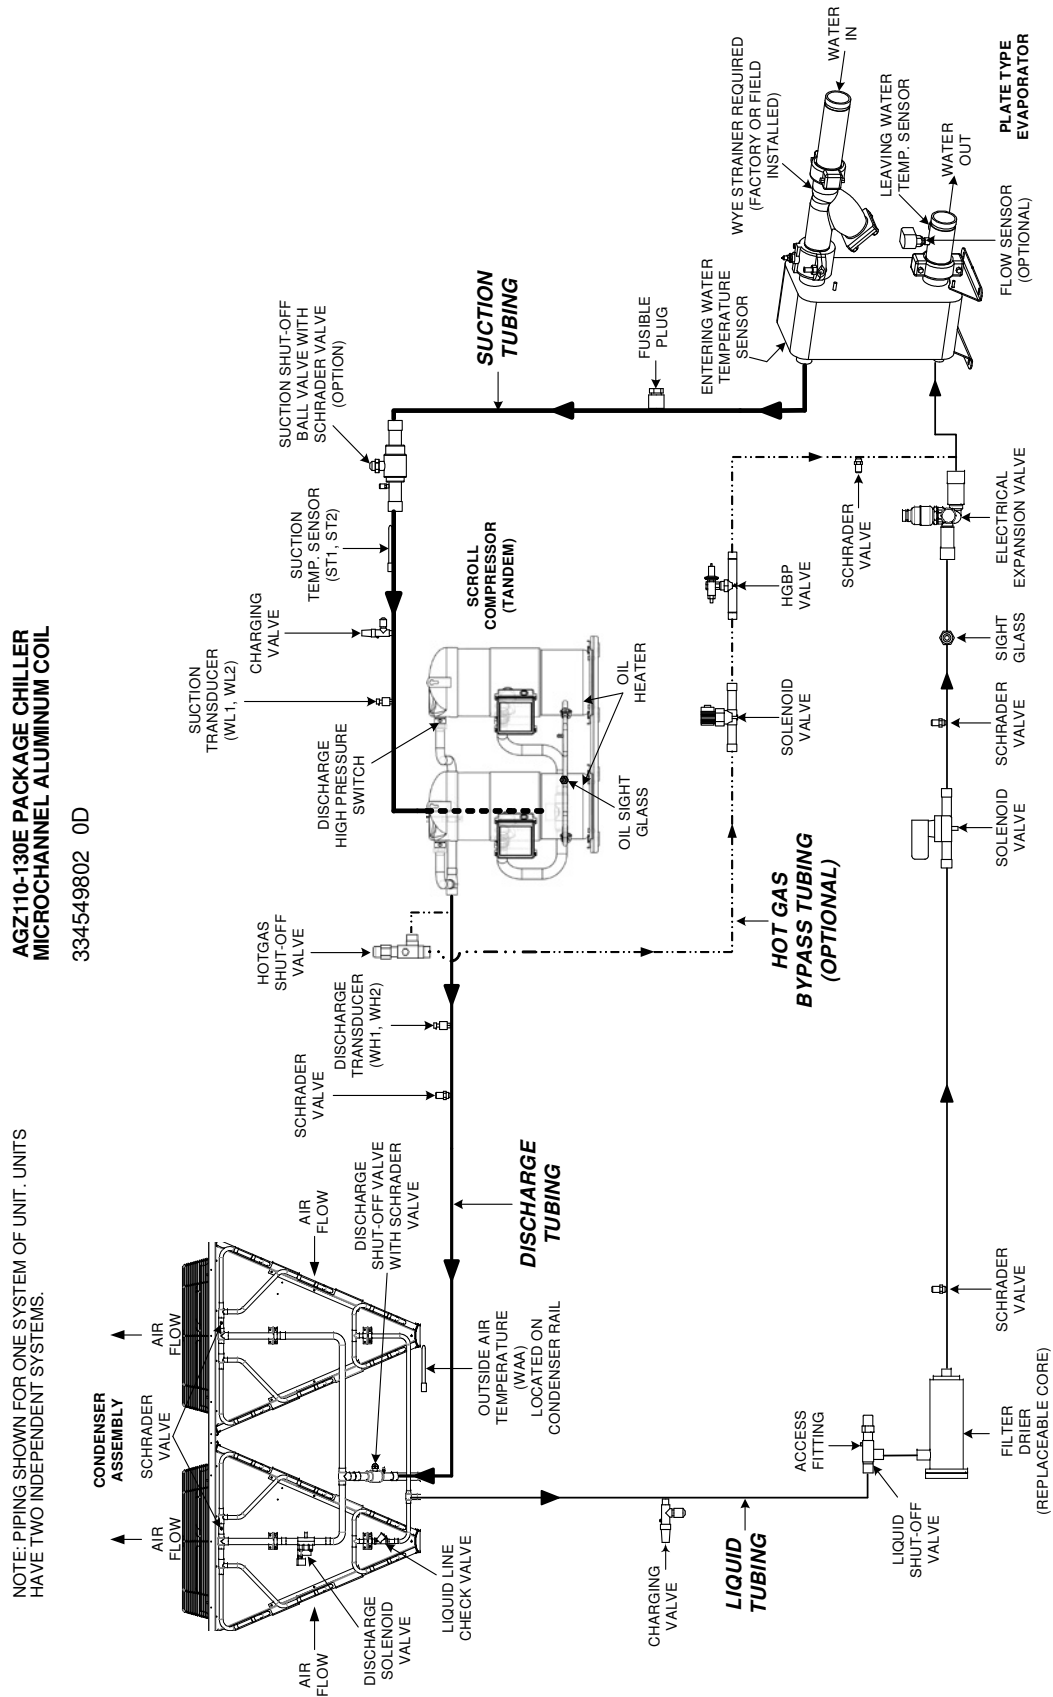 NOTE: PIPING SHOWN FOR ONE SYSTEM OF UNIT. UNITS
HAVE TWO INDEPENDENT SYSTEMS.
AGZ110-130E PACKAGE CHILLER
MICROCHANNEL ALUMINUM COIL
334549802 0D
CONDENSER
ASSEMBLY
SCHRADER
VALVE
AIR
FLOW
AIR
FLOW
AIR
FLOW
AIR
FLOW
DISCHARGE
SOLENOID
VALVE
LIQUID LINE
CHECK VALVE
OUTSIDE AIR
TEMPERATURE
(WAA)
LOCATED ON
CONDENSER RAIL
DISCHARGE
SHUT-OFF VALVE
WITH SCHRADER
VALVE
SCHRADER
VALVE
DISCHARGE
TRANSDUCER
(WH1, WH2)
HOTGAS
SHUT-OFF
VALVE
DISCHARGE
TUBING
DISCHARGE
HIGH PRESSURE
SWITCH
SUCTION
TRANSDUCER
(WL1, WL2)
CHARGING
VALVE
SUCTION
TEMP. SENSOR
(ST1, ST2)
SUCTION SHUT-OFF
BALL VALVE WITH
SCHRADER VALVE
(OPTION)
SUCTION
TUBING
SCROLL
COMPRESSOR
(TANDEM)
OIL SIGHT
GLASS
OIL
HEATER
FUSIBLE
PLUG
ENTERING WATER
TEMPERATURE
SENSOR
WYE STRAINER REQUIRED
(FACTORY OR FIELD
INSTALLED)
WATER
IN
LEAVING WATER
TEMP. SENSOR
WATER
OUT
FLOW SENSOR
(OPTIONAL)
PLATE TYPE
EVAPORATOR
HOT GAS
BYPASS TUBING
(OPTIONAL)
SOLENOID
VALVE
HGBP
VALVE
SCHRADER
VALVE
CHARGING
VALVE
LIQUID
TUBING
ACCESS
FITTING
LIQUID
SHUT-OFF
VALVE
FILTER
DRIER
(REPLACEABLE CORE)
SCHRADER
VALVE
SOLENOID
VALVE
SCHRADER
VALVE
SIGHT
GLASS
ELECTRICAL
EXPANSION VALVE